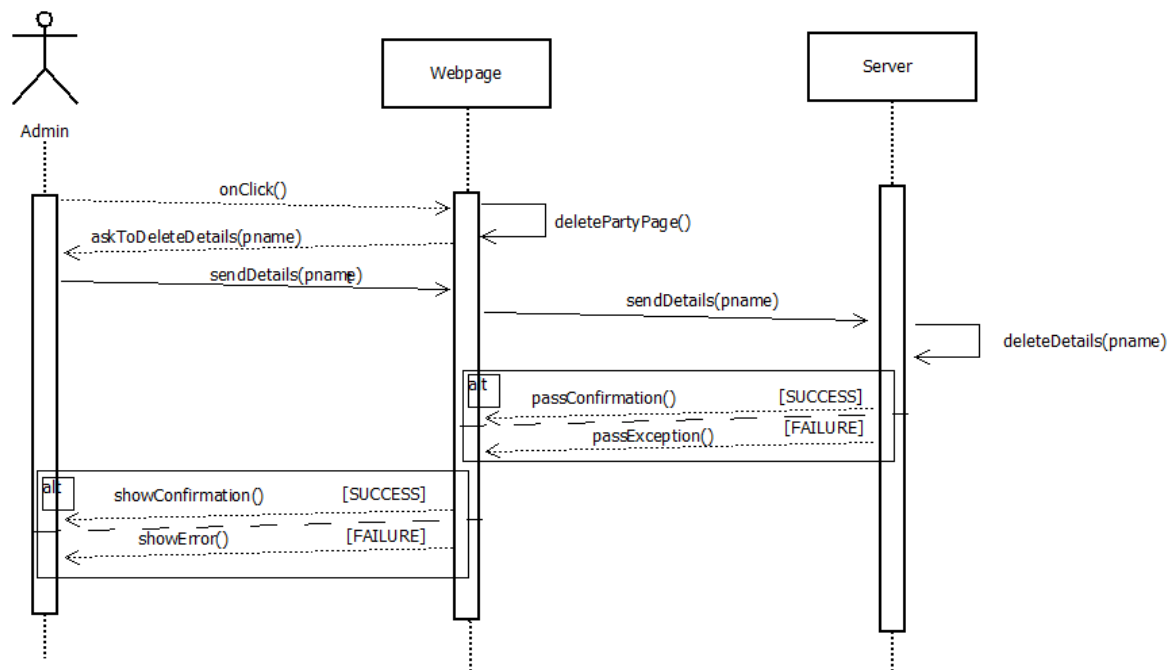 Admin
Webpage
Server
onClick()
deletePartyPage()
askToDeleteDetails(pname)
sendDetails(pname)
sendDetails(pname)
deleteDetails(pname)
alt
passConfirmation()
[SUCCESS]
[FAILURE]
passException()
alt
showConfirmation()
[SUCCESS]
showError()
[FAILURE]